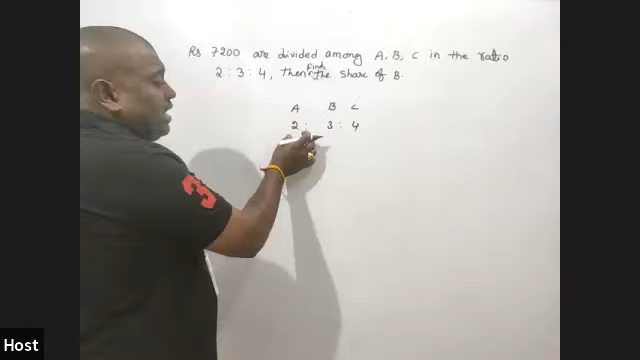 Rs 7200 are divided among A, B, C in the ratio
2 : 3 : 4, then find the share of B.
A B C
2 : 3 : 4
3
Host